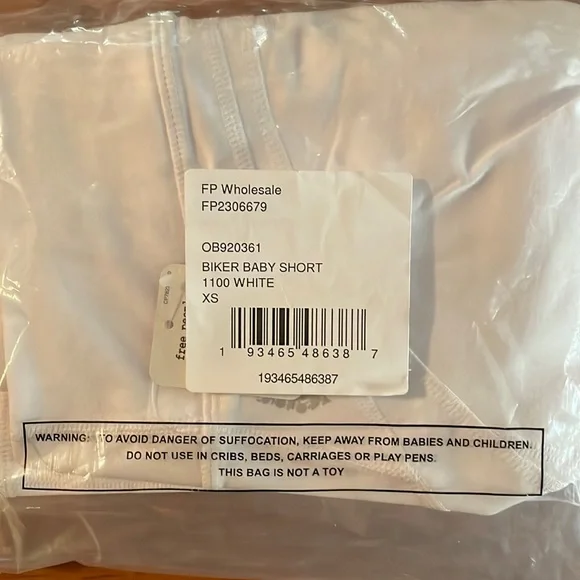 FP Wholesale
FP2306679
OB920361
BIKER BABY SHORT
1100 WHITE
XS
1 93465 48638 7
193465486387
free peopl
WARNING: TO AVOID DANGER OF SUFFOCATION, KEEP AWAY FROM BABIES AND CHILDREN.
DO NOT USE IN CRIBS, BEDS, CARRIAGES OR PLAY PENS.
THIS BAG IS NOT A TOY